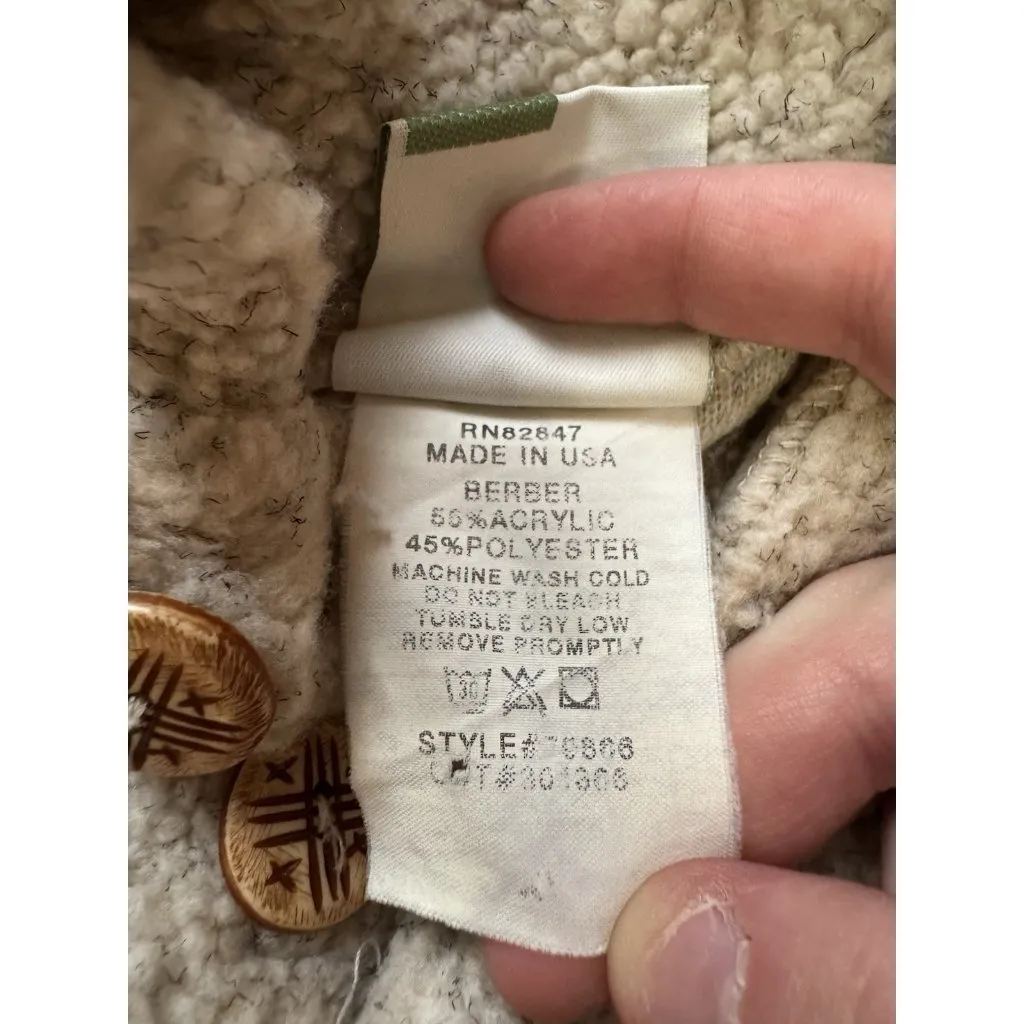 RN82847
MADE IN USA
BERBER
55%ACRYLIC
45%POLYESTER
MACHINE WASH COLD
DO NOT BLEACH
TUMBLE DRY LOW
REMOVE PROMPTLY
30
STYLE#